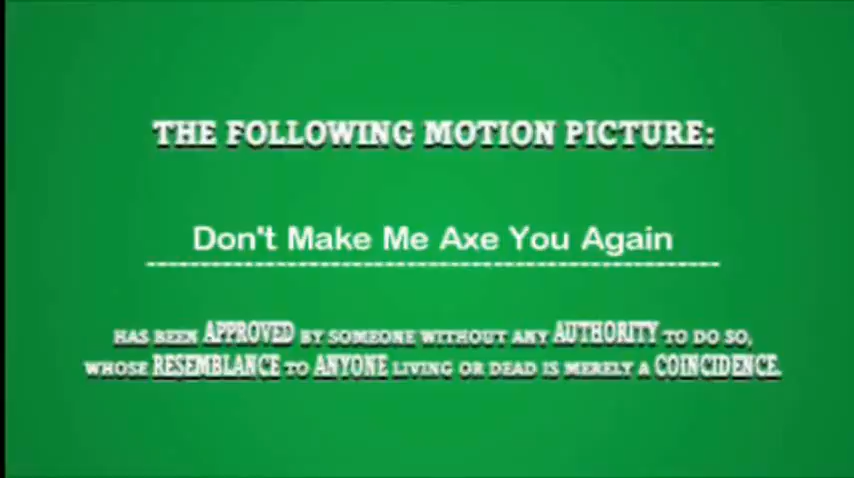 THE FOLLOWING MOTION PICTURE:
Don't Make Me Axe You Again
HAS BEEN APPROVED BY SOMEONE WITHOUT ANY AUTHORITY TO DO SO,
WHOSE RESEMBLANCE TO ANYONE LIVING OR DEAD IS MERELY A COINCIDENCE.